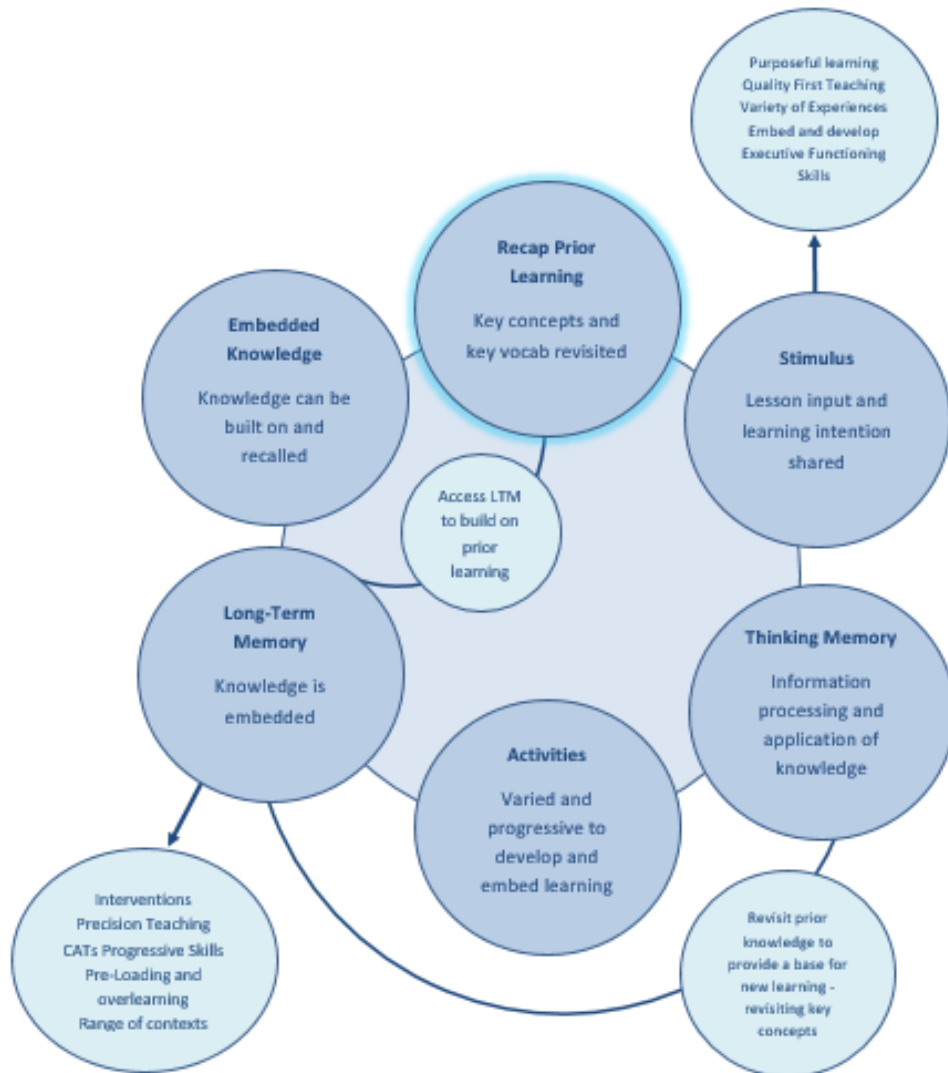 Purposeful learning
Quality First Teaching
Variety of Experiences
Embed and develop
Executive Functioning
Skills
Recap Prior
Learning
Key concepts and
key vocab revisited
Stimulus
Lesson input and
learning intention
shared
Thinking Memory
Information
processing and
application of
knowledge
Revisit prior
knowledge to
provide a base for
new learning -
revisiting key
concepts
Activities
Varied and
progressive to
develop and
embed learning
Long-Term
Memory
Knowledge is
embedded
Interventions
Precision Teaching
CATs Progressive Skills
Pre-Loading and
overlearning
Range of contexts
Access LTM
to build on
prior
learning
Embedded
Knowledge
Knowledge can be
built on and
recalled